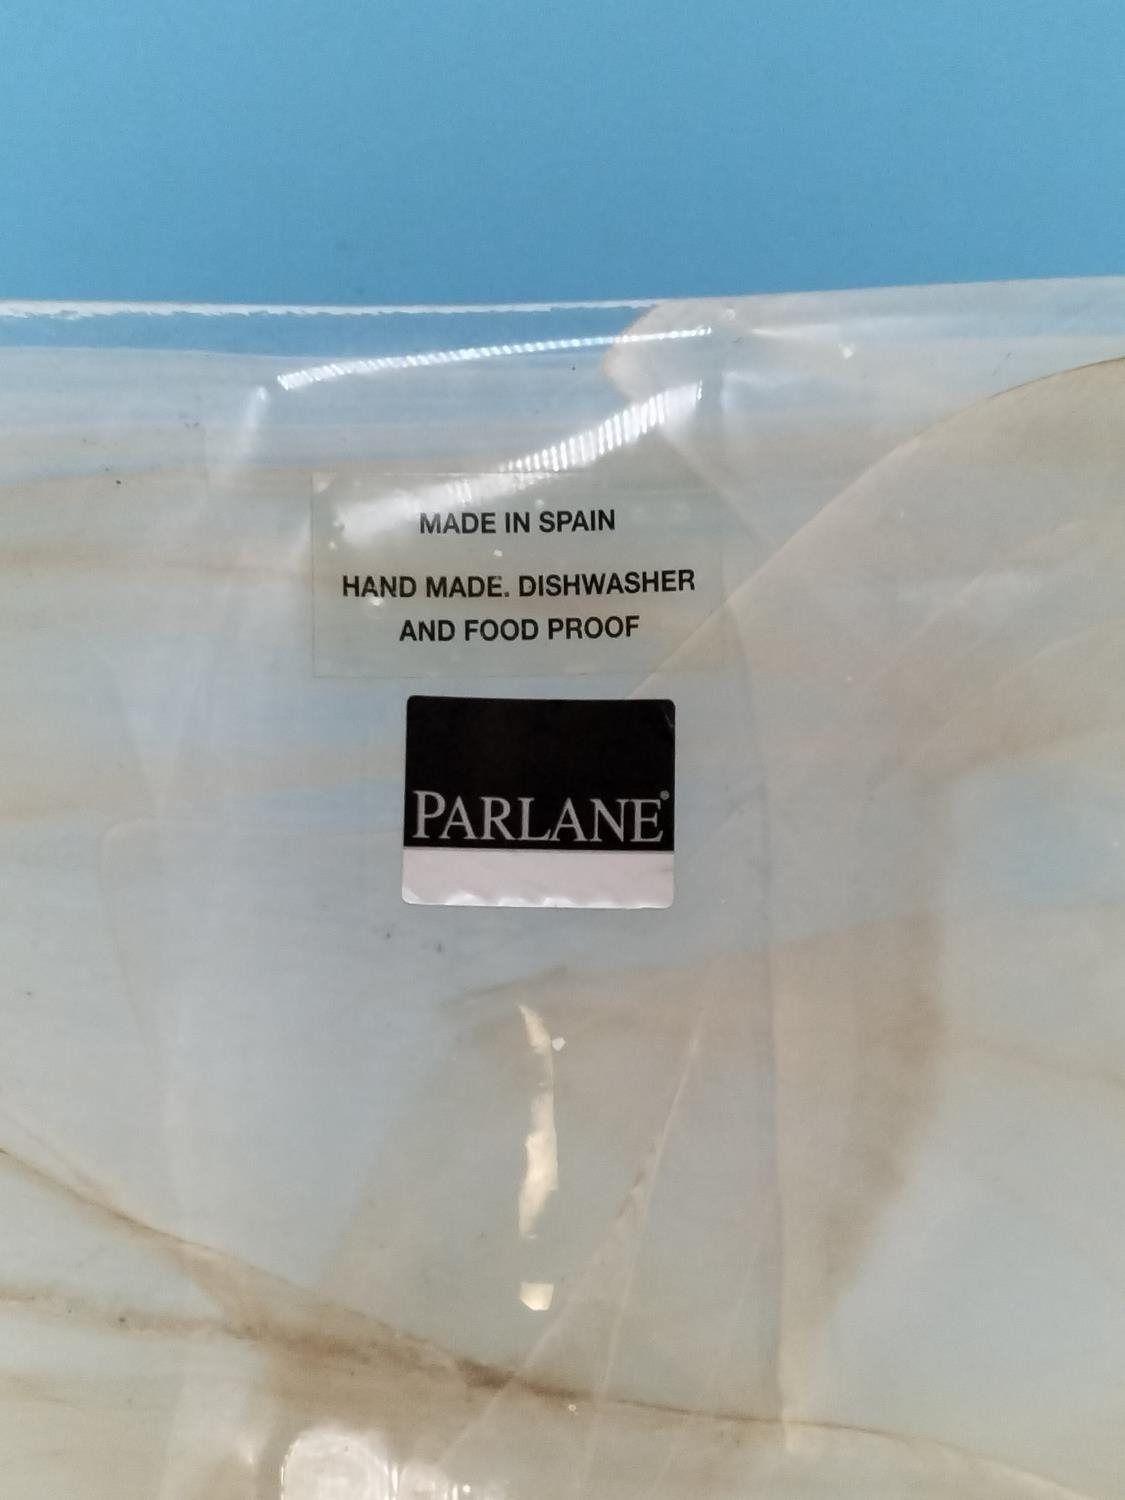 MADE IN SPAIN
HAND MADE. DISHWASHER
AND FOOD PROOF
PARLANE®